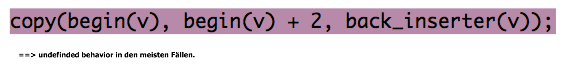 copy(begin(v), begin(v) + 2, back_inserter(v));
==> undefinded behavior in den meisten Fällen.